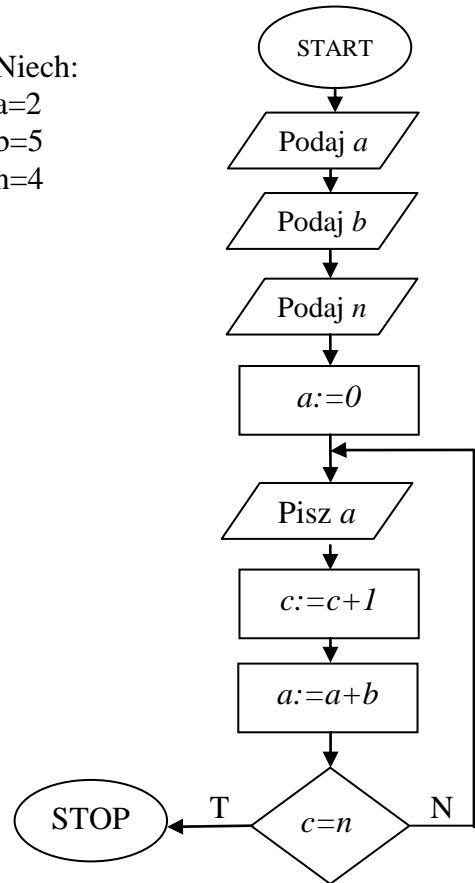 START
Niech:
a=2
b=5
n=4
Podaj a
Podaj b
Podaj n
a:=0
Pisz a
c:=c+1
a:=a+b
c=n
T
N
STOP